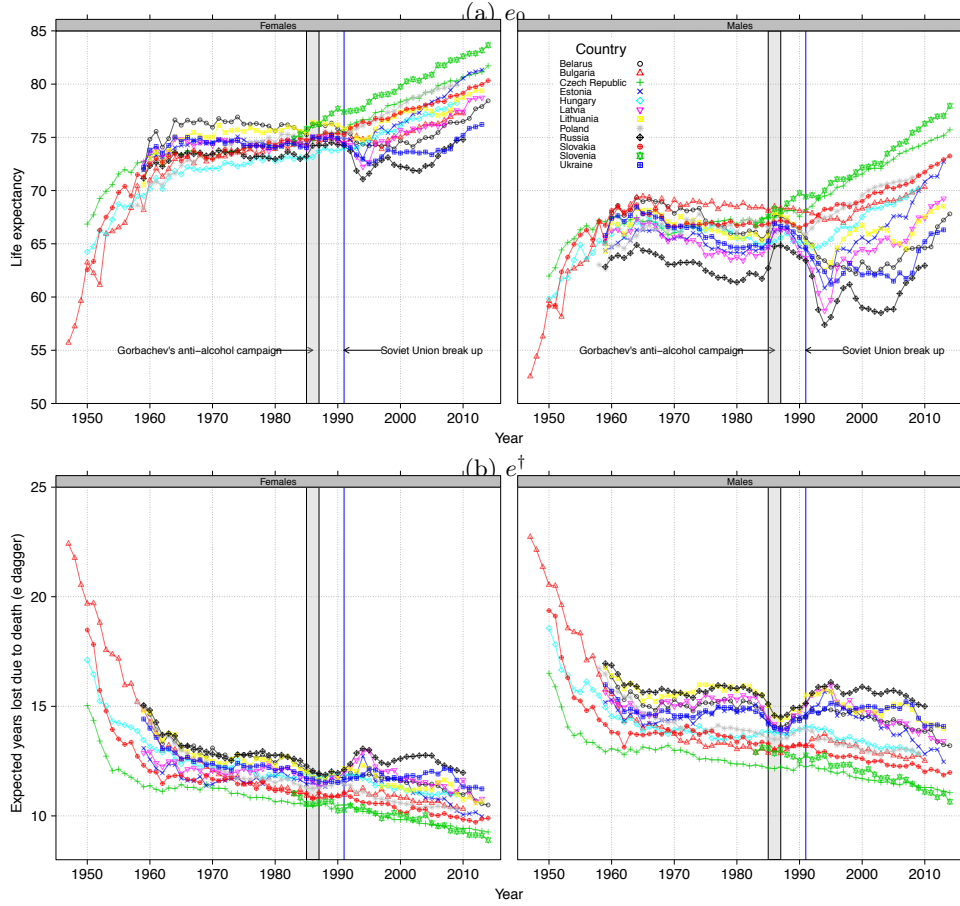 (a) e₀
Females
Males
Life expectancy
85
80
75
70
65
60
55
50
Country
Belarus
Bulgaria
Czech Republic
Estonia
Hungary
Latvia
Lithuania
Poland
Russia
Slovakia
Slovenia
Ukraine
Gorbachev's anti−alcohol campaign
Soviet Union break up
Gorbachev's anti−alcohol campaign
Soviet Union break up
1950 1960 1970 1980 1990 2000 2010
1950 1960 1970 1980 1990 2000 2010
Year
Year
(b) e†
Females
Males
Expected years lost due to death (e dagger)
25
20
15
10
1950 1960 1970 1980 1990 2000 2010
1950 1960 1970 1980 1990 2000 2010
Year
Year